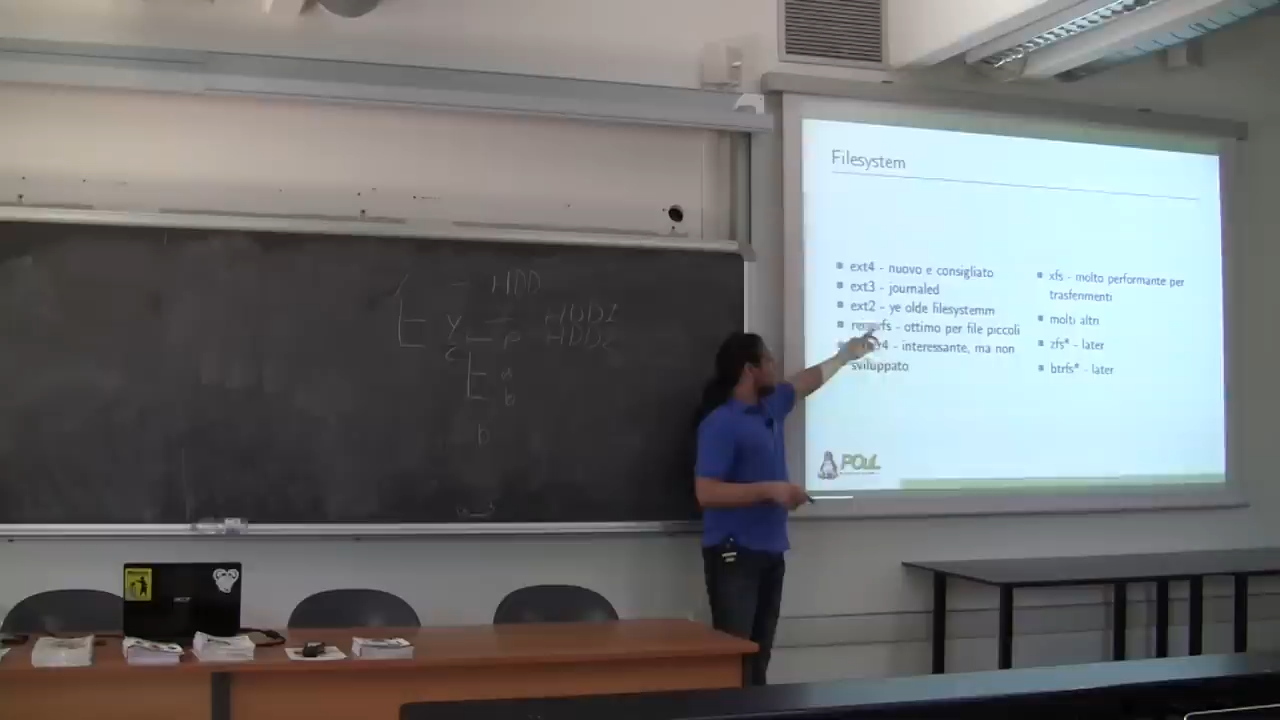 Filesystem
ext4 - nuovo e consigliato
ext3 - journaled
ext2 - ye olde filesystemm
- ottimo per file piccoli
- interessante, ma non
sviluppato
xfs - molto performante per
trasferimenti
molti altri
zfs* - later
btrfs* - later
POuL
HDD
HDD1
HDD2
a
b
b